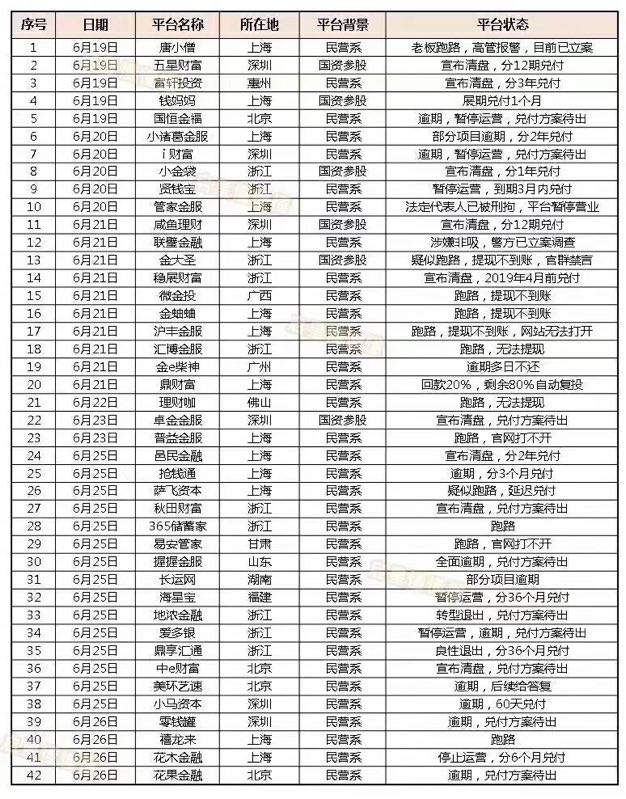 序号 日期 平台名称 所在地 平台背景 平台状态
1 6月19日 唐小僧 上海 民营系 老板跑路，高管报警，目前已立案
2 6月19日 五星财富 深圳 国资参股 宣布清盘，分12期兑付
3 6月19日 富轩投资 惠州 民营系 宣布清盘，分3年兑付
4 6月19日 钱妈妈 上海 国资参股 展期兑付1个月
5 6月19日 国恒金福 北京 民营系 逾期，暂停运营，兑付方案待出
6 6月20日 小诸葛金服 上海 民营系 部分项目逾期，分2年兑付
7 6月20日 i财富 深圳 民营系 逾期，暂停运营，兑付方案待出
8 6月20日 小金袋 浙江 国资参股 宣布清盘，分1年兑付
9 6月20日 贤钱宝 浙江 民营系 暂停运营，到期3月内兑付
10 6月20日 管家金服 上海 民营系 法定代表人已被刑拘，平台暂停营业
11 6月21日 咸鱼理财 深圳 国资参股 宣布清盘，分12期兑付
12 6月21日 联璧金融 上海 民营系 涉嫌非吸，警方已立案调查
13 6月21日 金大圣 浙江 国资参股 疑似跑路，提现不到账，官群禁言
14 6月21日 稳展财富 浙江 民营系 宣布清盘，2019年4月前兑付
15 6月21日 微金投 广西 民营系 跑路，提现不到账
16 6月21日 金蛐蛐 上海 民营系 跑路，提现不到账
17 6月21日 沪丰金服 上海 民营系 跑路，提现不到账，网站无法打开
18 6月21日 汇博金服 浙江 民营系 跑路，无法提现
19 6月21日 金e柴神 广州 民营系 逾期多日不还
20 6月21日 鼎财富 上海 民营系 回款20%，剩余80%自动复投
21 6月22日 理财咖 佛山 民营系 跑路，无法提现
22 6月23日 卓金金服 深圳 国资参股 宣布清盘，兑付方案待出
23 6月23日 普益金服 上海 民营系 跑路，官网打不开
24 6月25日 邑民金融 上海 民营系 宣布清盘，分2年兑付
25 6月25日 抢钱通 上海 民营系 逾期，分3个月兑付
26 6月25日 萨飞资本 上海 民营系 疑似跑路，延迟兑付
27 6月25日 秋田财富 浙江 民营系 宣布清盘，兑付方案待出
28 6月25日 365储蓄家 浙江 民营系 跑路
29 6月25日 易安管家 甘肃 民营系 跑路，官网打不开
30 6月25日 握握金服 山东 民营系 全面逾期，兑付方案待出
31 6月25日 长运网 湖南 民营系 部分项目逾期
32 6月25日 海星宝 福建 民营系 暂停运营，分36个月兑付
33 6月25日 地浓金融 浙江 民营系 转型退出，兑付方案待出
34 6月25日 爱多银 浙江 民营系 暂停运营，逾期，兑付方案待出
35 6月25日 鼎享汇通 浙江 民营系 良性退出，分36个月兑付
36 6月25日 中e财富 北京 民营系 宣布清盘，兑付方案待出
37 6月25日 美环艺速 北京 民营系 逾期，后续给答复
38 6月25日 小马资本 深圳 民营系 逾期，60天兑付
39 6月26日 零钱罐 深圳 民营系 逾期，兑付方案待出
40 6月26日 禧龙来 上海 民营系 跑路
41 6月26日 花木金融 上海 民营系 停止运营，分6个月兑付
42 6月26日 花果金融 北京 民营系 逾期，兑付方案待出